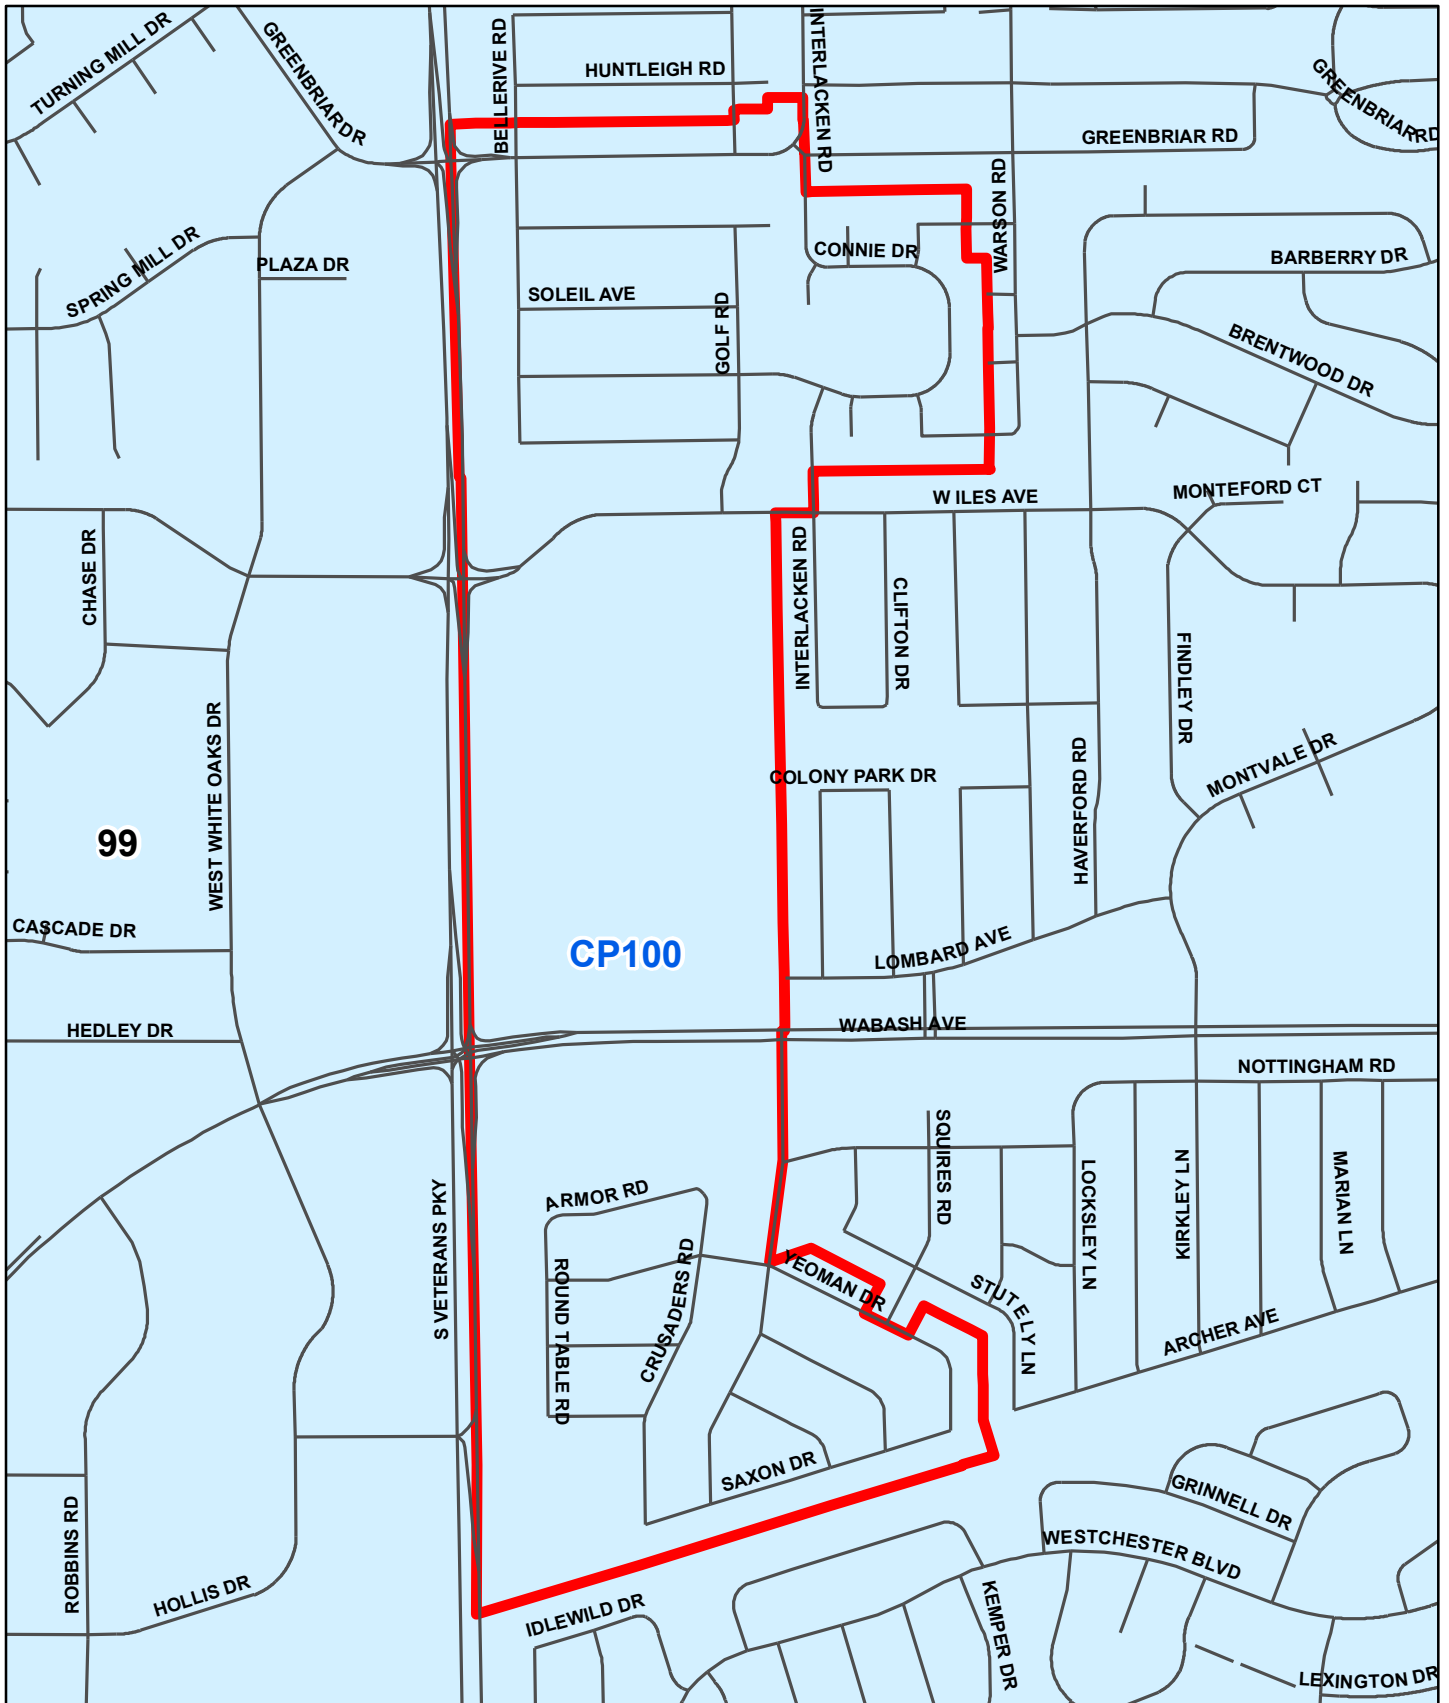 TURNING MILL DR
GREENBRIAR DR
BELLERIVE RD
HUNTLEIGH RD
INTERLACKEN RD
GREENBRIAR RD
GREENBRIAR RD
WARSON RD
SPRING MILL DR
PLAZA DR
CONNIE DR
BARBERRY DR
SOLEIL AVE
GOLF RD
BRENTWOOD DR
W ILES AVE
MONTEFORD CT
CHASE DR
INTERLACKEN RD
CLIFTON DR
FINDLEY DR
WEST WHITE OAKS DR
COLONY PARK DR
HAVERFORD RD
MONTVALE DR
99
CASCADE DR
CP100
LOMBARD AVE
HEDLEY DR
WABASH AVE
NOTTINGHAM RD
SQUIRES RD
S VETERANS PKY
ARMOR RD
LOCKSLEY LN
KIRKLEY LN
MARIAN LN
ROUND TABLE RD
CRUSADERS RD
YEOMAN DR
STUTELY LN
ARCHER AVE
SAXON DR
GRINNELL DR
ROBBINS RD
HOLLIS DR
WESTCHESTER BLVD
IDLEWILD DR
KEMPER DR
LEXINGTON DR